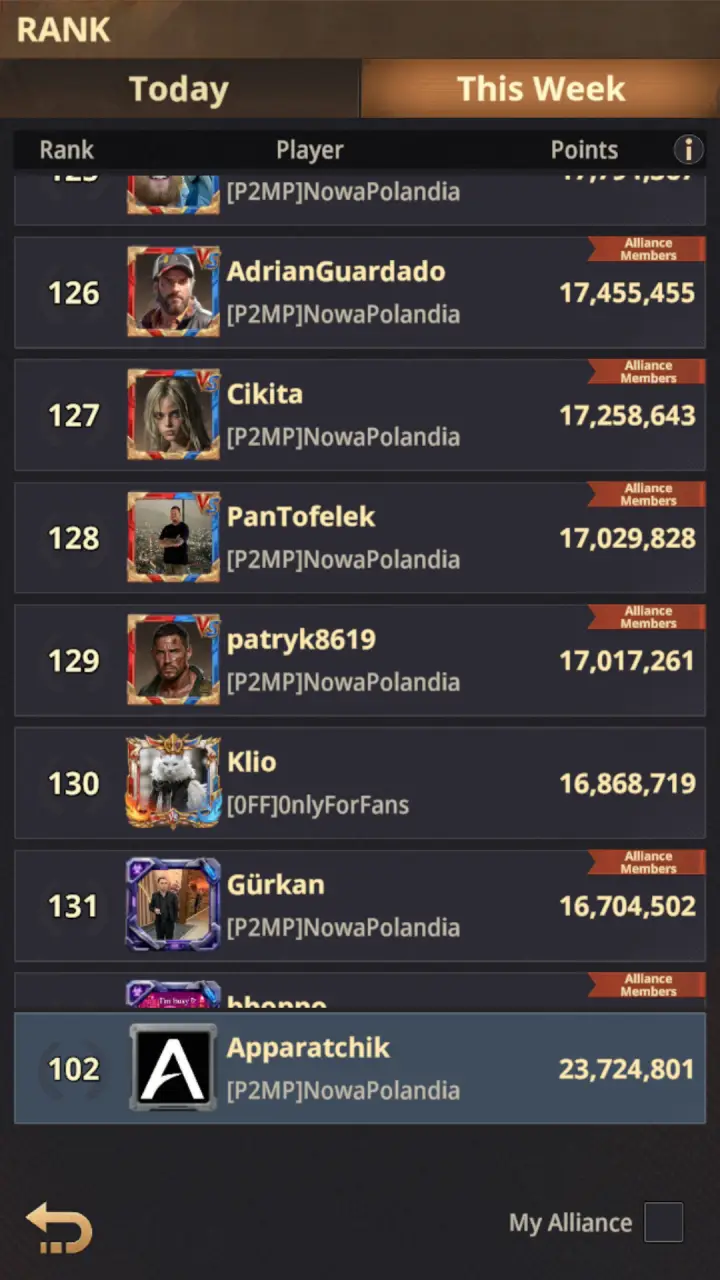 RANK
Today
This Week
Rank
Player
Points
[P2MP]NowaPolandia
126
AdrianGuardado
[P2MP]NowaPolandia
Alliance
Members
17,455,455
127
Cikita
[P2MP]NowaPolandia
Alliance
Members
17,258,643
128
PanTofelek
[P2MP]NowaPolandia
Alliance
Members
17,029,828
129
patryk8619
[P2MP]NowaPolandia
Alliance
Members
17,017,261
130
Klio
[0FF]0nlyForFans
16,868,719
131
Gürkan
[P2MP]NowaPolandia
Alliance
Members
16,704,502
Alliance
Members
102
Apparatchik
[P2MP]NowaPolandia
23,724,801
My Alliance